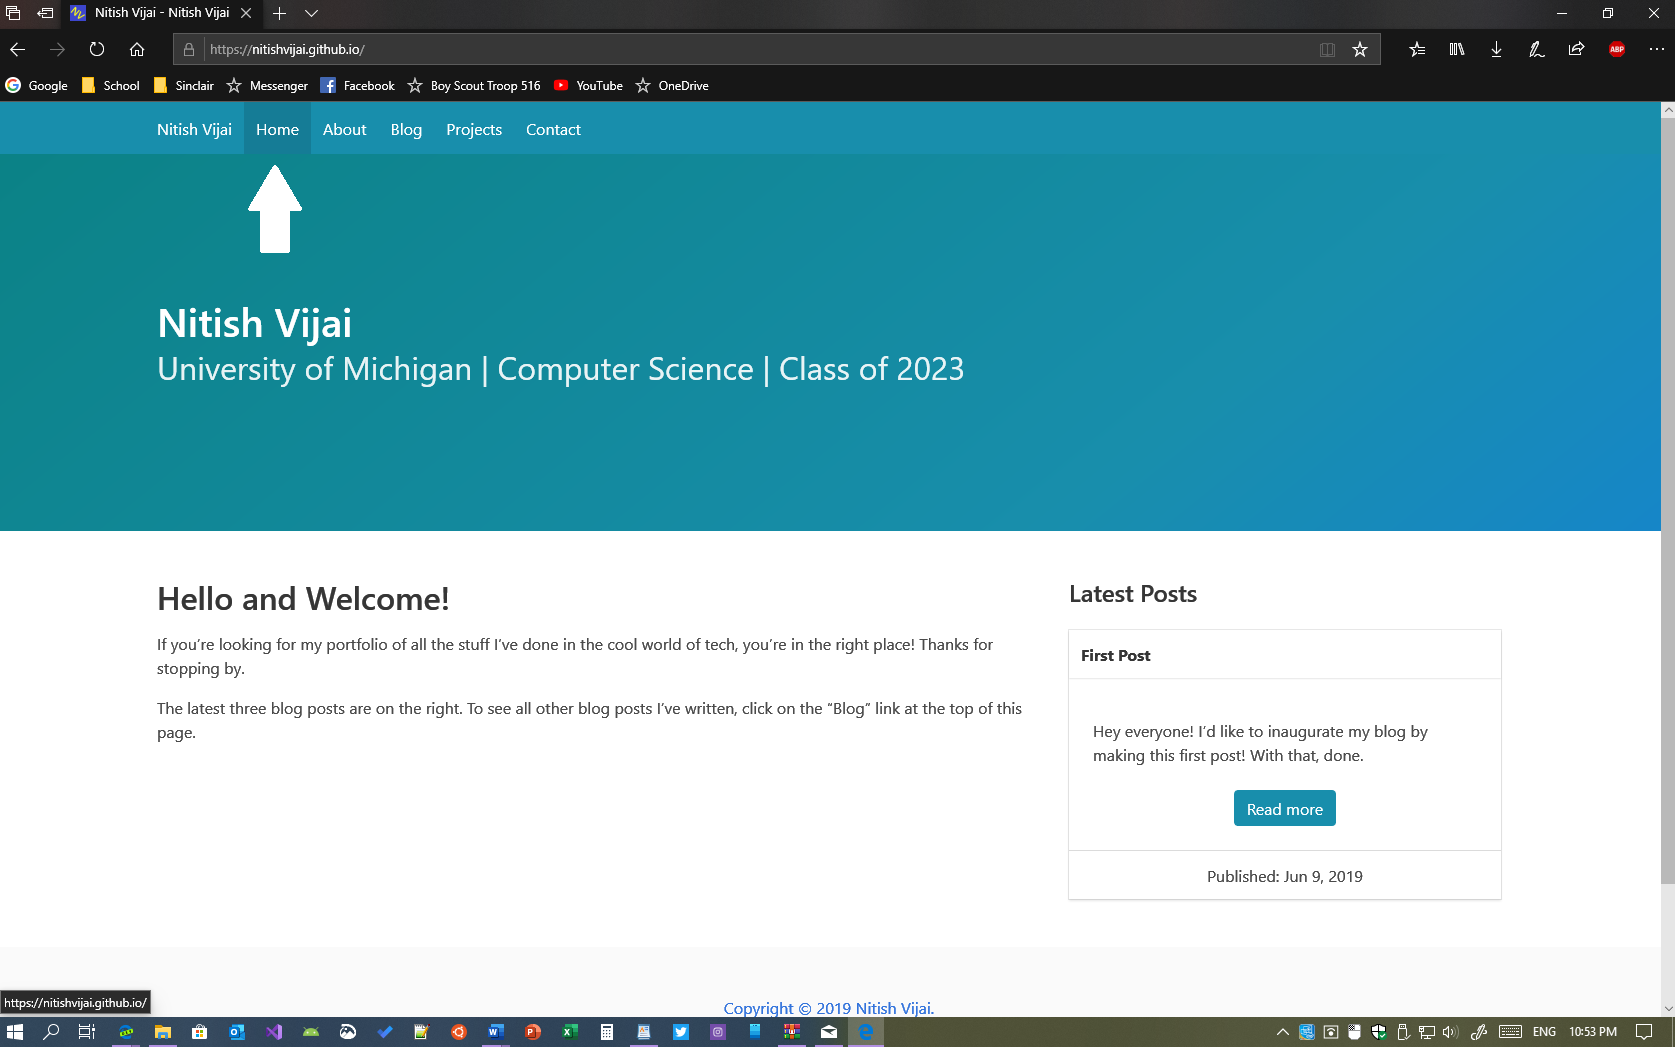 Nitish Vijai - Nitish Vijai
https://nitishvijai.github.io/
ABP
Google School Sinclair Messenger Facebook Boy Scout Troop 516 YouTube OneDrive
Nitish Vijai Home About Blog Projects Contact
Nitish Vijai
University of Michigan | Computer Science | Class of 2023
Hello and Welcome!
If you’re looking for my portfolio of all the stuff I’ve done in the cool world of tech, you’re in the right place! Thanks for
stopping by.
The latest three blog posts are on the right. To see all other blog posts I’ve written, click on the “Blog” link at the top of this
page.
Latest Posts
First Post
Hey everyone! I’d like to inaugurate my blog by
making this first post! With that, done.
Read more
Published: Jun 9, 2019
Copyright © 2019 Nitish Vijai.
https://nitishvijai.github.io/
ENG 10:53 PM